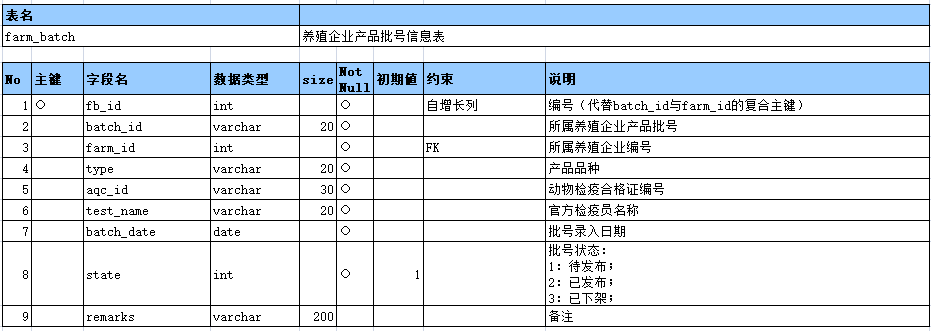 表名
farm_batch 养殖企业产品批号信息表
No 主键 字段名 数据类型 size Not Null 初期値 约束 说明
1 ○ fb_id int ○ 自增长列 编号（代替batch_id与farm_id的复合主键）
2 batch_id varchar 20 ○ 所属养殖企业产品批号
3 farm_id int ○ FK 所属养殖企业编号
4 type varchar 20 ○ 产品品种
5 aqc_id varchar 30 ○ 动物检疫合格证编号
6 test_name varchar 20 ○ 官方检疫员名称
7 batch_date date ○ 批号录入日期
8 state int ○ 1 批号状态：
1：待发布；
2：已发布；
3：已下架；
9 remarks varchar 200 备注